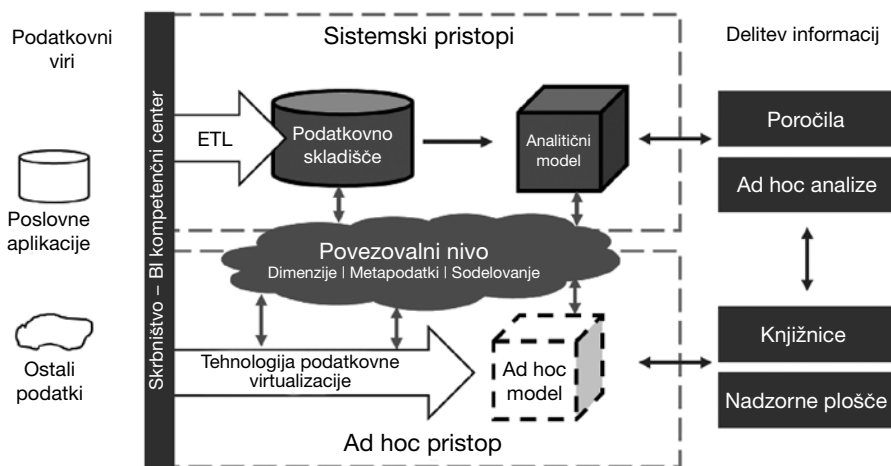 Podatkovni
viri
Sistemski pristopi
Delitev informacij
Skrbništvo – BI kompetenčni center
ETL
Podatkovno
skladišče
Analitični
model
Poročila
Ad hoc analize
Poslovne
aplikacije
Povezovalni nivo
Dimenzije | Metapodatki | Sodelovanje
Ostali
podatki
Tehnologija podatkovne
virtualizacije
Ad hoc
model
Knjižnice
Nadzorne plošče
Ad hoc pristop